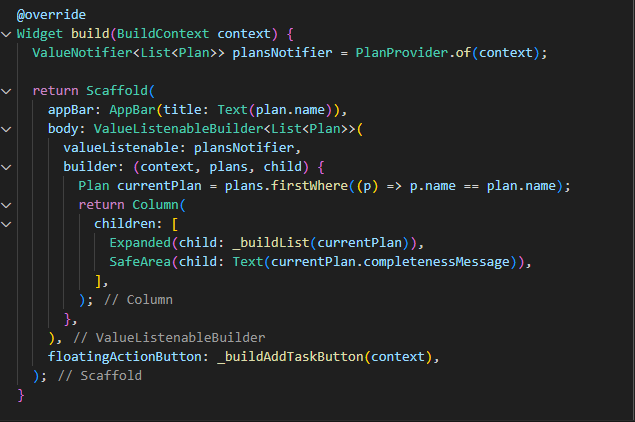 @override
Widget build(BuildContext context) {
  ValueNotifier<List<Plan>> plansNotifier = PlanProvider.of(context);

  return Scaffold(
    appBar: AppBar(title: Text(plan.name)),
    body: ValueListenableBuilder<List<Plan>>(
      valueListenable: plansNotifier,
      builder: (context, plans, child) {
        Plan currentPlan = plans.firstWhere((p) => p.name == plan.name);
        return Column(
          children: [
            Expanded(child: _buildList(currentPlan)),
            SafeArea(child: Text(currentPlan.completenessMessage)),
          ],
        ); // Column
      },
    ), // ValueListenableBuilder
    floatingActionButton: _buildAddTaskButton(context),
  ); // Scaffold
}